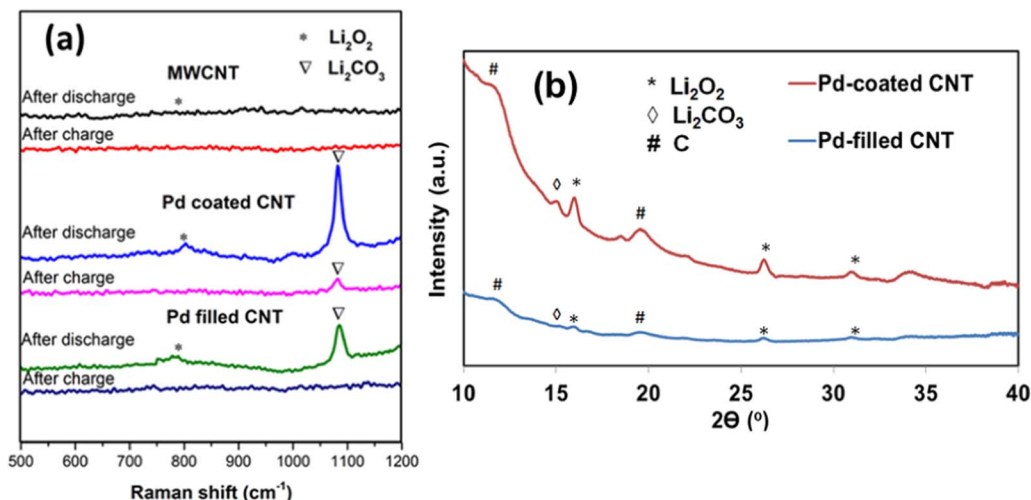 (a)
* Li₂O₂
▽ Li₂CO₃
MWCNT
After discharge
*
After charge
▽
Pd coated CNT
After discharge
*
After charge
▽
Pd filled CNT
▽
After discharge
*
After charge
500 600 700 800 900 1000 1100 1200
Raman shift (cm⁻¹)
(b)
* Li₂O₂
◊ Li₂CO₃
# C
Pd-coated CNT
Pd-filled CNT
#
◊ *
#
*
*
#
◊ *
#
*
*
Intensity (a.u.)
10 15 20 25 30 35 40
2Ɵ (º)